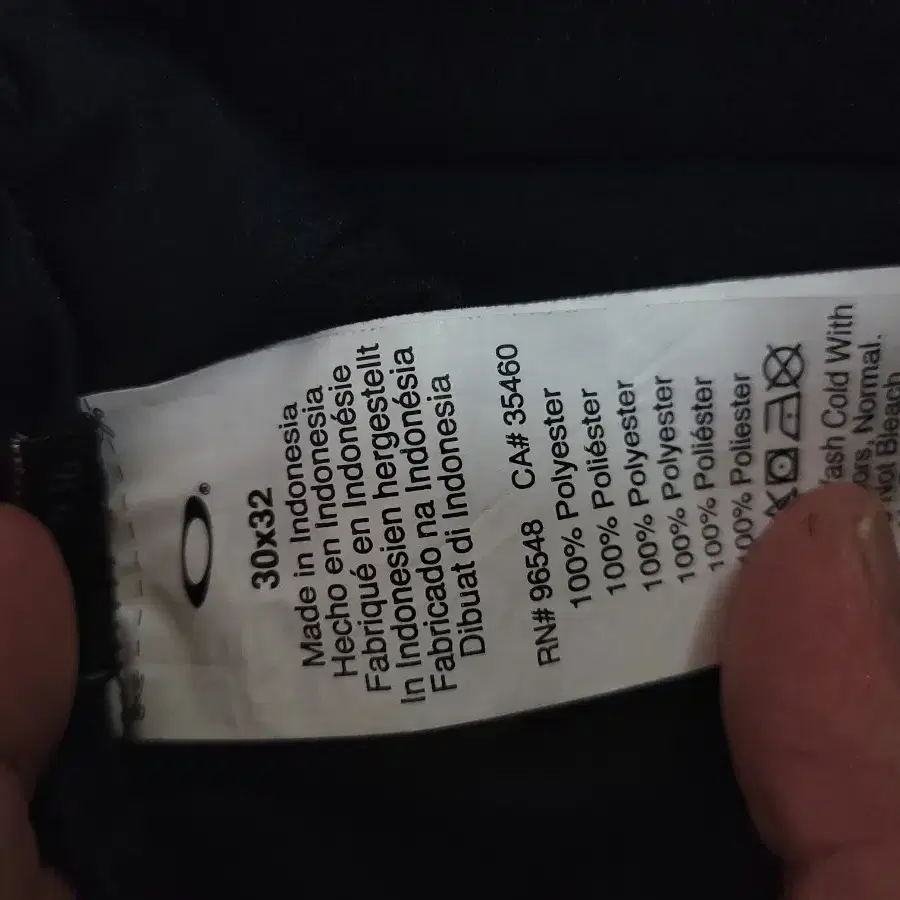 ®
30x32
Made in Indonesia
Hecho en Indonesia
Fabriqué en Indonésie
In Indonesien hergestellt
Fabricado na Indonésia
Dibuat di Indonesia
RN# 96548 CA# 35460
100% Polyester
100% Poliéster
100% Polyester
100% Polyester
100% Poliéster
100% Poliester
Cold With
Normal.
Not Bleach